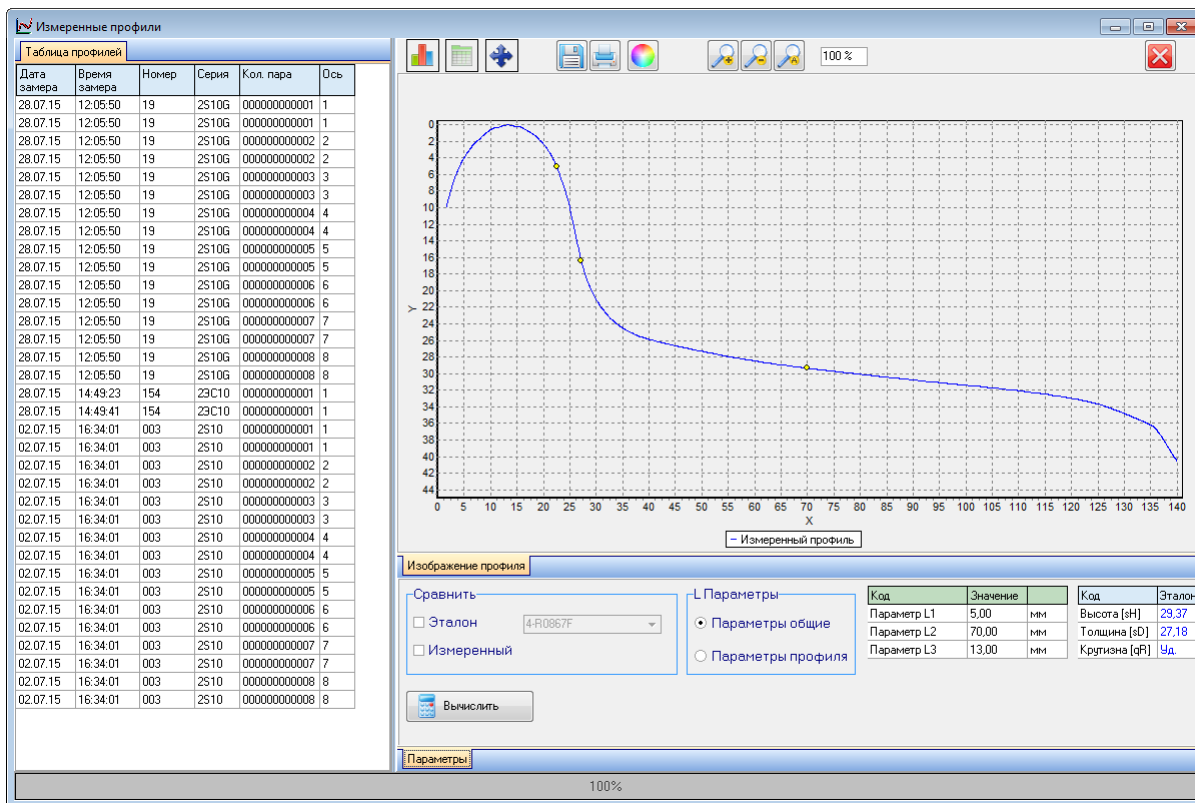 Измеренные профили
Таблица профилей
100 %
Дата замера Время замера Номер Серия Кол. пара Ось
28.07.15 12:05:50 19 2S10G 000000000001 1
28.07.15 12:05:50 19 2S10G 000000000001 1
28.07.15 12:05:50 19 2S10G 000000000002 2
28.07.15 12:05:50 19 2S10G 000000000002 2
28.07.15 12:05:50 19 2S10G 000000000003 3
28.07.15 12:05:50 19 2S10G 000000000003 3
28.07.15 12:05:50 19 2S10G 000000000004 4
28.07.15 12:05:50 19 2S10G 000000000004 4
28.07.15 12:05:50 19 2S10G 000000000005 5
28.07.15 12:05:50 19 2S10G 000000000005 5
28.07.15 12:05:50 19 2S10G 000000000006 6
28.07.15 12:05:50 19 2S10G 000000000006 6
28.07.15 12:05:50 19 2S10G 000000000007 7
28.07.15 12:05:50 19 2S10G 000000000007 7
28.07.15 12:05:50 19 2S10G 000000000008 8
28.07.15 12:05:50 19 2S10G 000000000008 8
28.07.15 14:49:23 154 2ЭС10 000000000001 1
28.07.15 14:49:41 154 2ЭС10 000000000001 1
02.07.15 16:34:01 003 2S10 000000000001 1
02.07.15 16:34:01 003 2S10 000000000001 1
02.07.15 16:34:01 003 2S10 000000000002 2
02.07.15 16:34:01 003 2S10 000000000002 2
02.07.15 16:34:01 003 2S10 000000000003 3
02.07.15 16:34:01 003 2S10 000000000003 3
02.07.15 16:34:01 003 2S10 000000000004 4
02.07.15 16:34:01 003 2S10 000000000004 4
02.07.15 16:34:01 003 2S10 000000000005 5
02.07.15 16:34:01 003 2S10 000000000005 5
02.07.15 16:34:01 003 2S10 000000000006 6
02.07.15 16:34:01 003 2S10 000000000006 6
02.07.15 16:34:01 003 2S10 000000000007 7
02.07.15 16:34:01 003 2S10 000000000007 7
02.07.15 16:34:01 003 2S10 000000000008 8
02.07.15 16:34:01 003 2S10 000000000008 8
0
2
4
6
8
10
12
14
16
18
20
22
24
26
28
30
32
34
36
38
40
42
44
Y
0 5 10 15 20 25 30 35 40 45 50 55 60 65 70 75 80 85 90 95 100 105 110 115 120 125 130 135 140
X
Измеренный профиль
Изображение профиля
Сравнить
Эталон 4-R0867F
Измеренный
Вычислить
L Параметры
Параметры общие
Параметры профиля
Код Значение
Параметр L1 5,00 мм
Параметр L2 70,00 мм
Параметр L3 13,00 мм
Код Эталон
Высота [sH] 29,37
Толщина [sD] 27,18
Крутизна [qR] Уд.
Параметры
100%